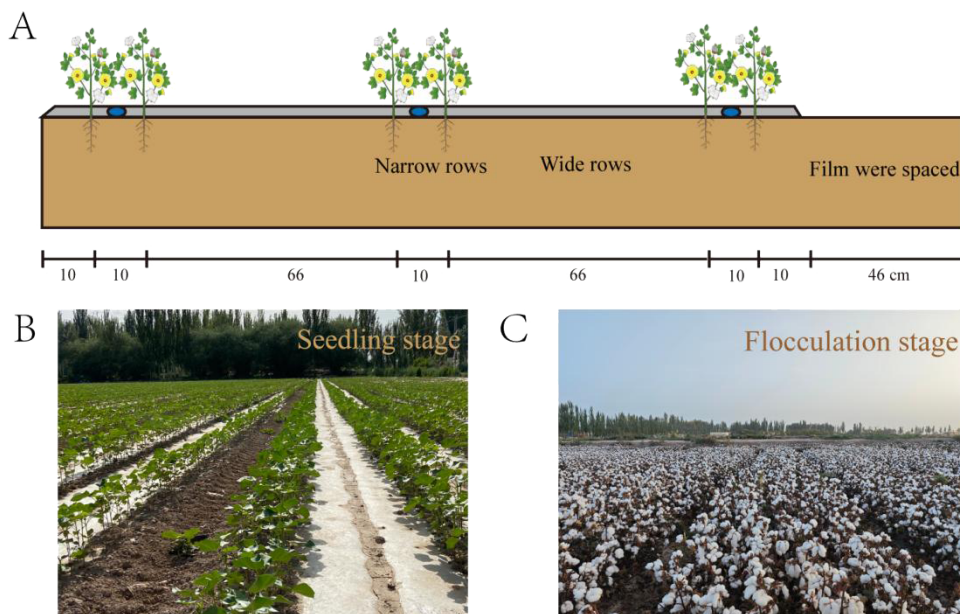 A
Narrow rows
Wide rows
Film were spaced
10 10 66 10 66 10 10 46 cm
B
Seedling stage
C
Flocculation stage